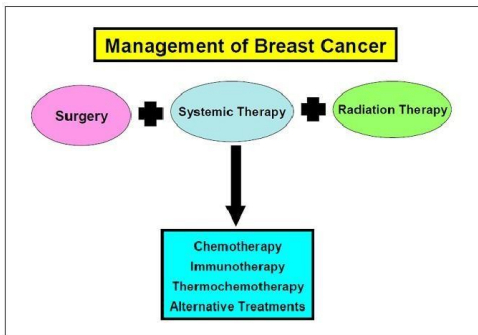 Management of Breast Cancer
Surgery
Systemic Therapy
Radiation Therapy
Chemotherapy
Immunotherapy
Thermochemotherapy
Alternative Treatments